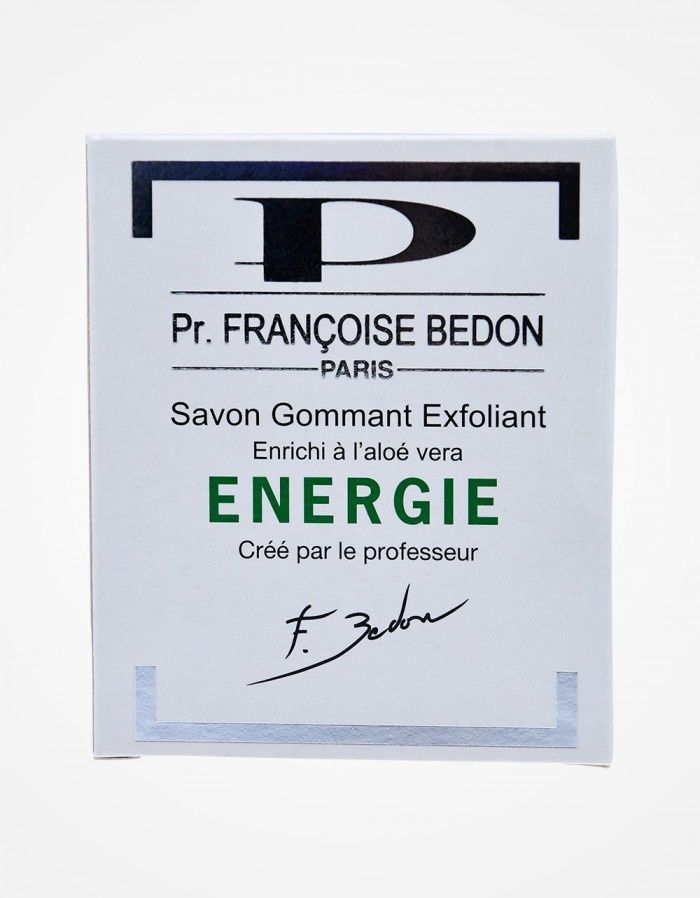 P
Pr. FRANÇOISE BEDON
PARIS
Savon Gommant Exfoliant
Enrichi à l'aloé vera
ENERGIE
Créé par le professeur
F. Bedon